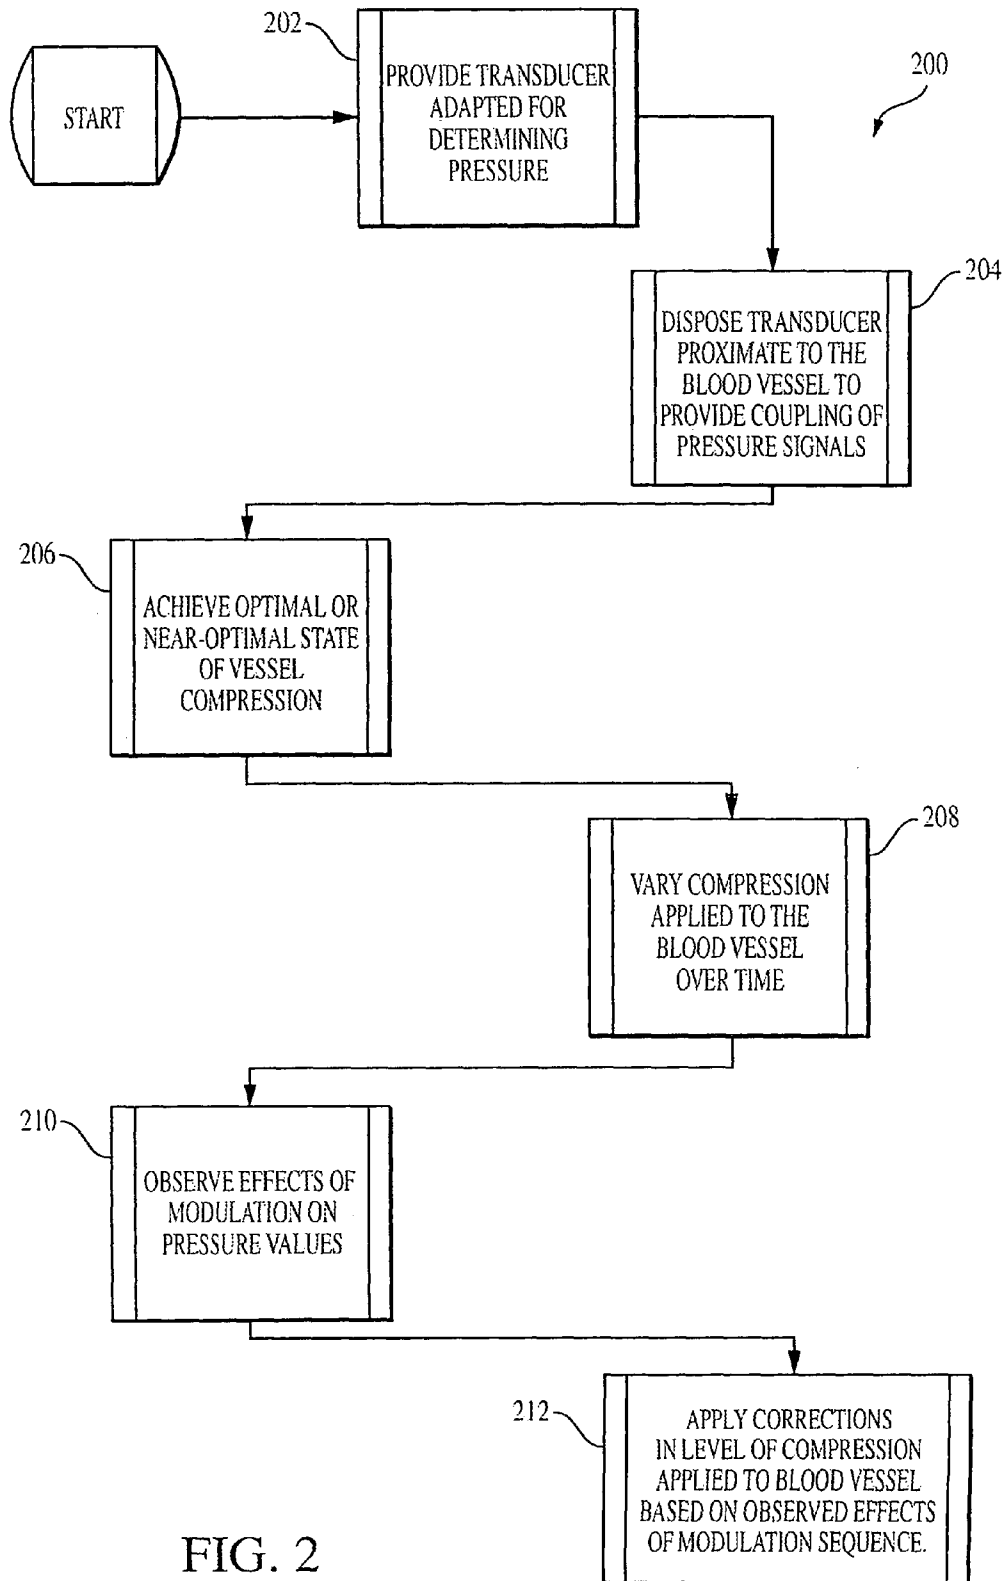 202
PROVIDE TRANSDUCER
ADAPTED FOR
DETERMINING
PRESSURE
START
200
204
DISPOSE TRANSDUCER
PROXIMATE TO THE
BLOOD VESSEL TO
PROVIDE COUPLING OF
PRESSURE SIGNALS
206
ACHIEVE OPTIMAL OR
NEAR-OPTIMAL STATE
OF VESSEL
COMPRESSION
208
VARY COMPRESSION
APPLIED TO THE
BLOOD VESSEL
OVER TIME
210
OBSERVE EFFECTS OF
MODULATION ON
PRESSURE VALUES
212
APPLY CORRECTIONS
IN LEVEL OF COMPRESSION
APPLIED TO BLOOD VESSEL
BASED ON OBSERVED EFFECTS
OF MODULATION SEQUENCE.
FIG. 2